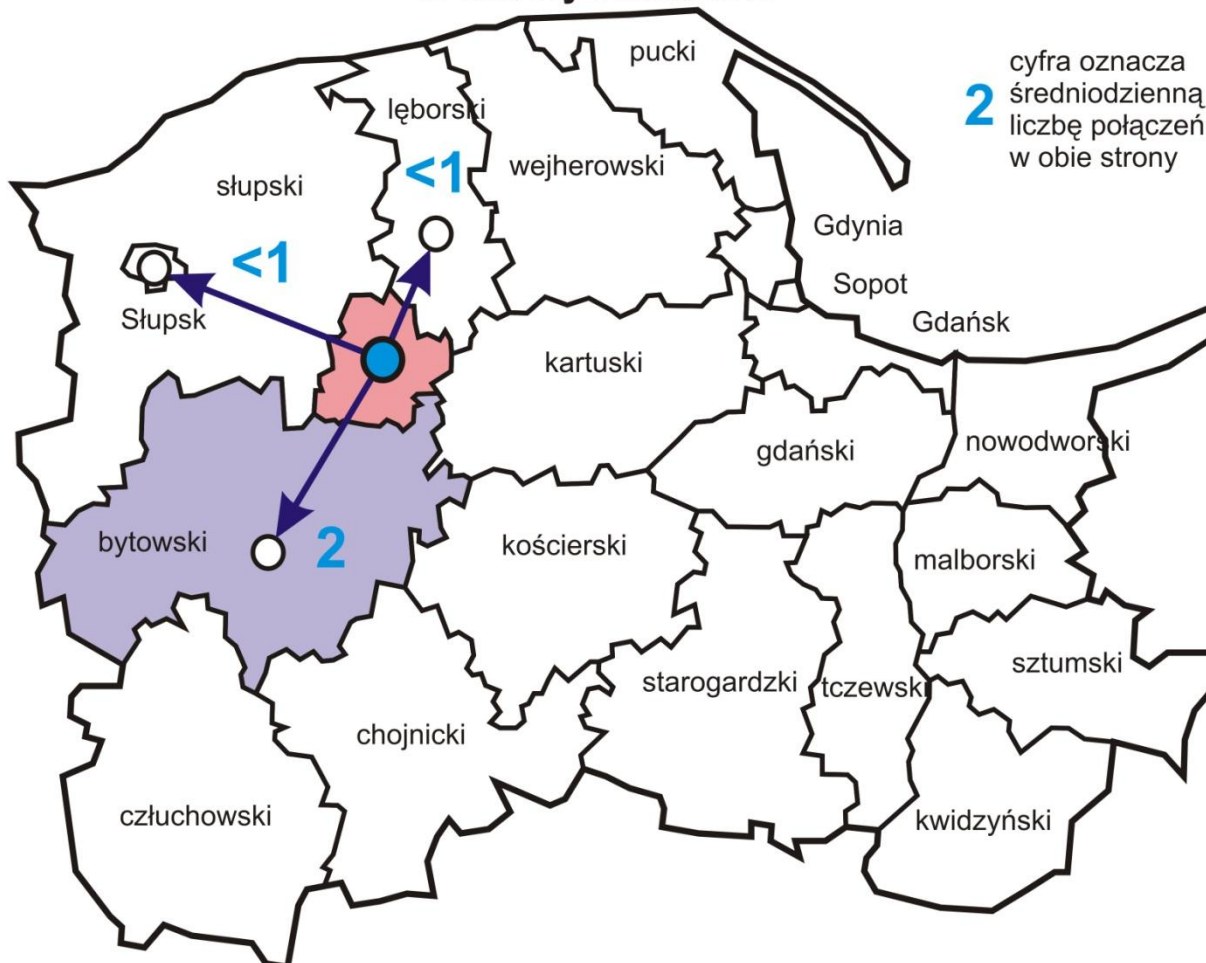 pucki
cyfra oznacza
2 średniodzienną
liczbę połączeń
w obie strony
lęborski
<1
wejherowski
słupski
Gdynia
<1
Sopot
Słupsk
Gdańsk
kartuski
nowodworski
gdański
bytowski
2
kościerski
malborski
sztumski
starogardzki
tczewski
chojnicki
człuchowski
kwidzyński